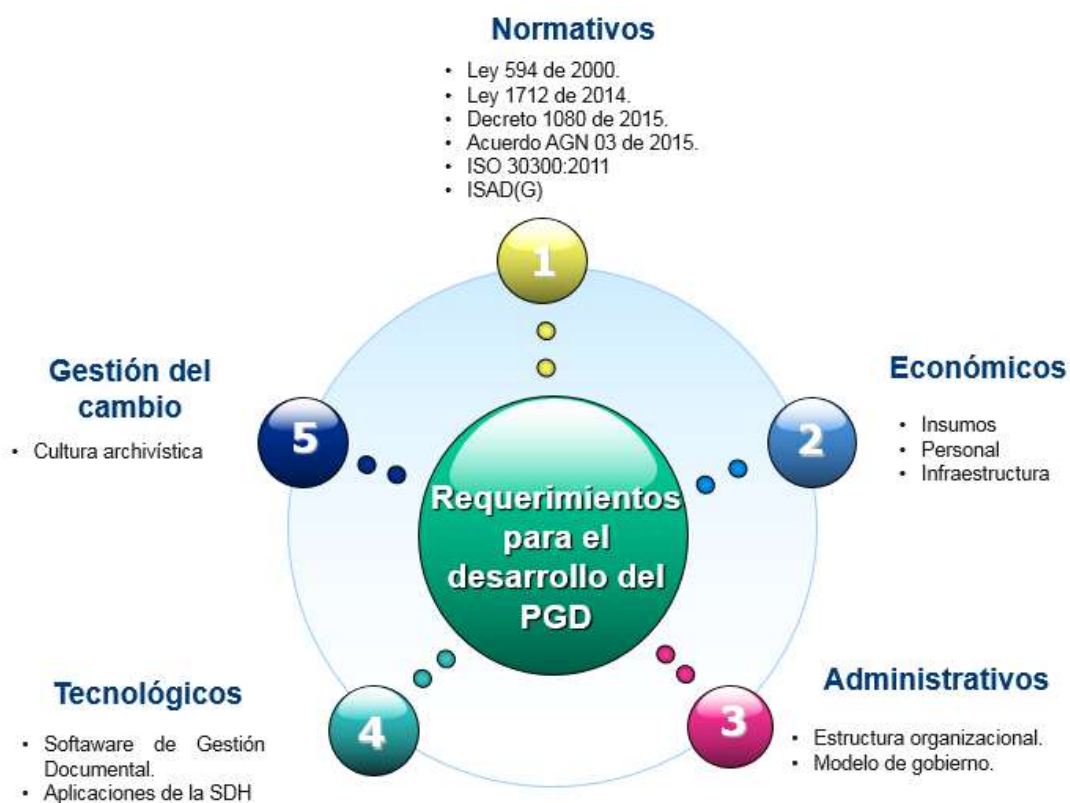 Normativos
• Ley 594 de 2000.
• Ley 1712 de 2014.
• Decreto 1080 de 2015.
• Acuerdo AGN 03 de 2015.
• ISO 30300:2011
• ISAD(G)
1
Económicos
2
• Insumos
• Personal
• Infraestructura
Administrativos
3
• Estructura organizacional.
• Modelo de gobierno.
Tecnológicos
4
• Softaware de Gestión
Documental.
• Aplicaciones de la SDH
Gestión del
cambio
5
• Cultura archivística
Requerimientos
para el
desarrollo del
PGD